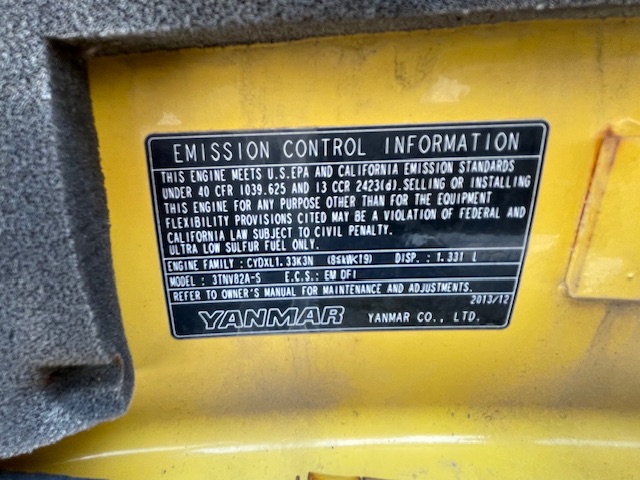 EMISSION CONTROL INFORMATION
THIS ENGINE MEETS U.S.EPA AND CALIFORNIA EMISSION STANDARDS
UNDER 40 CFR 1039.625 AND 13 CCR 2423(d).SELLING OR INSTALLING
THIS ENGINE FOR ANY PURPOSE OTHER THAN FOR THE EQUIPMENT
FLEXIBILITY PROVISIONS CITED MAY BE A VIOLATION OF FEDERAL AND
CALIFORNIA LAW SUBJECT TO CIVIL PENALTY.
ULTRA LOW SULFUR FUEL ONLY.
ENGINE FAMILY : CYDXL1.33K3N DISP. : 1.331 L
MODEL : 3TNV82A-S E.C.S.: EM DFI
REFER TO OWNER'S MANUAL FOR MAINTENANCE AND ADJUSTMENTS.
2013/12
YANMAR YANMAR CO., LTD.